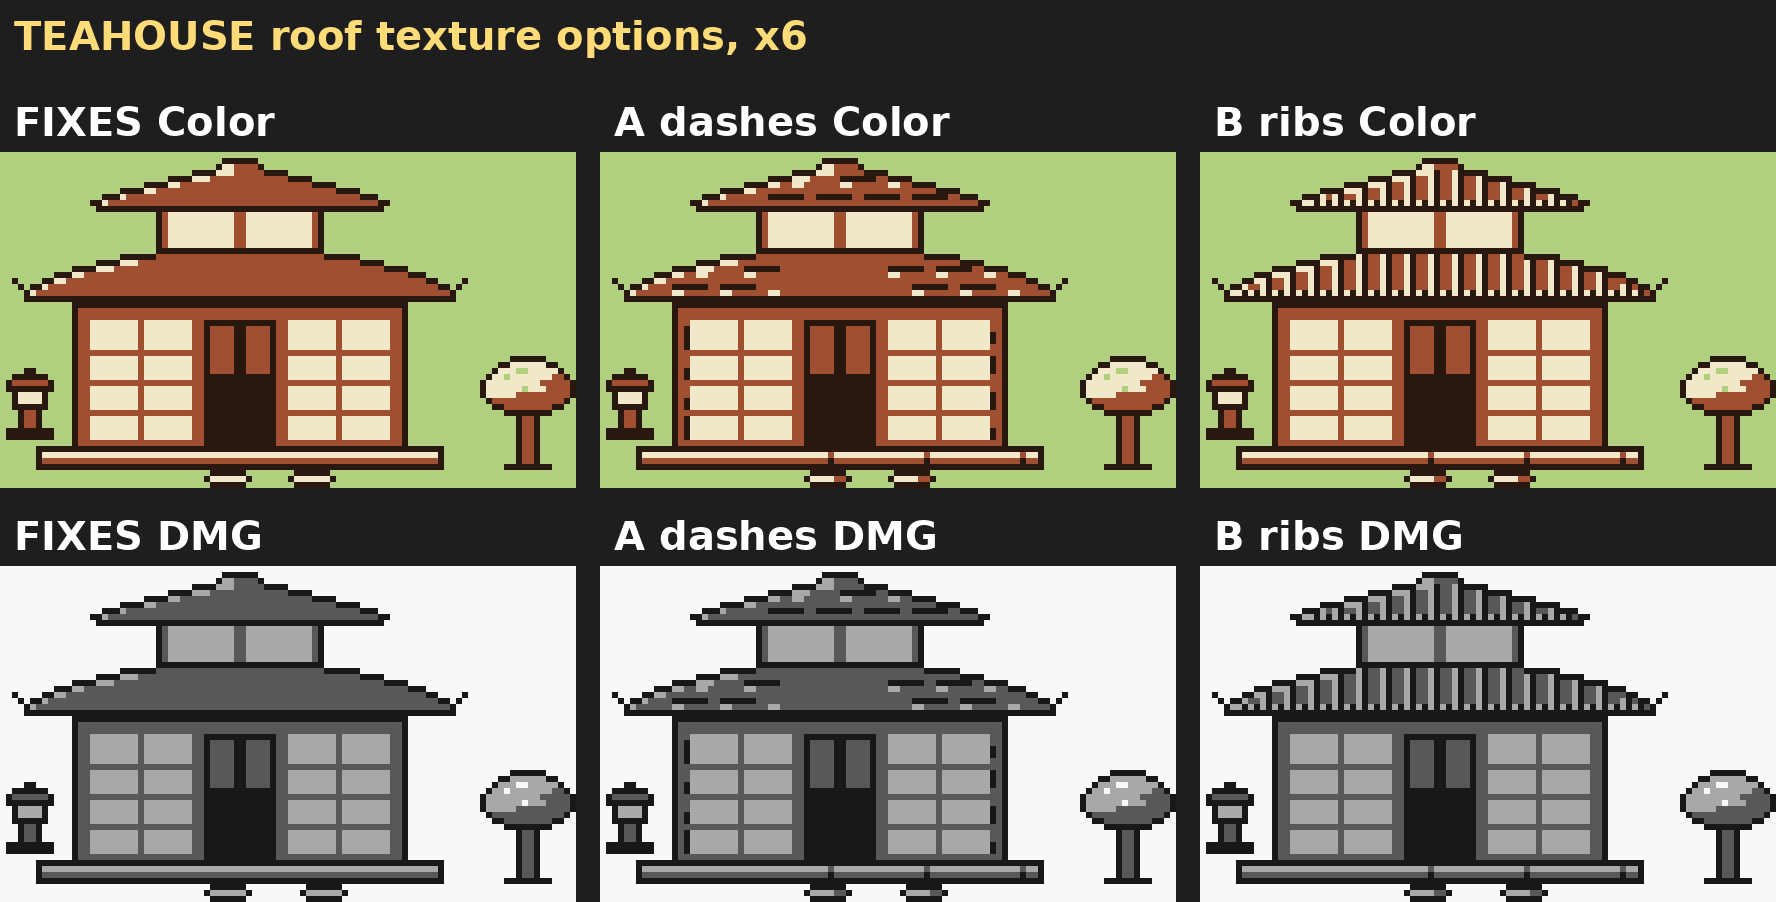 TEAHOUSE roof texture options, x6
FIXES Color
A dashes Color
B ribs Color
FIXES DMG
A dashes DMG
B ribs DMG